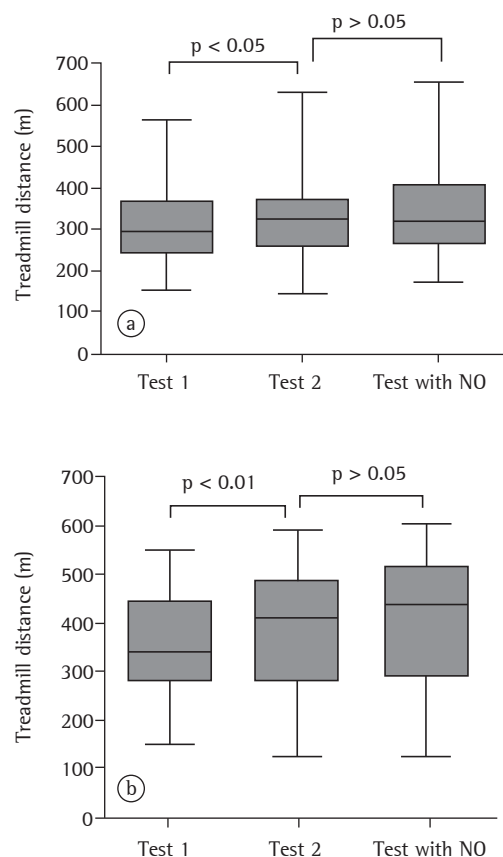 p > 0.05
p < 0.05
Treadmill distance (m)
700
600
500
400
300
200
100
0
a
Test 1 Test 2 Test with NO
p > 0.05
p < 0.01
Treadmill distance (m)
700
600
500
400
300
200
100
0
b
Test 1 Test 2 Test with NO